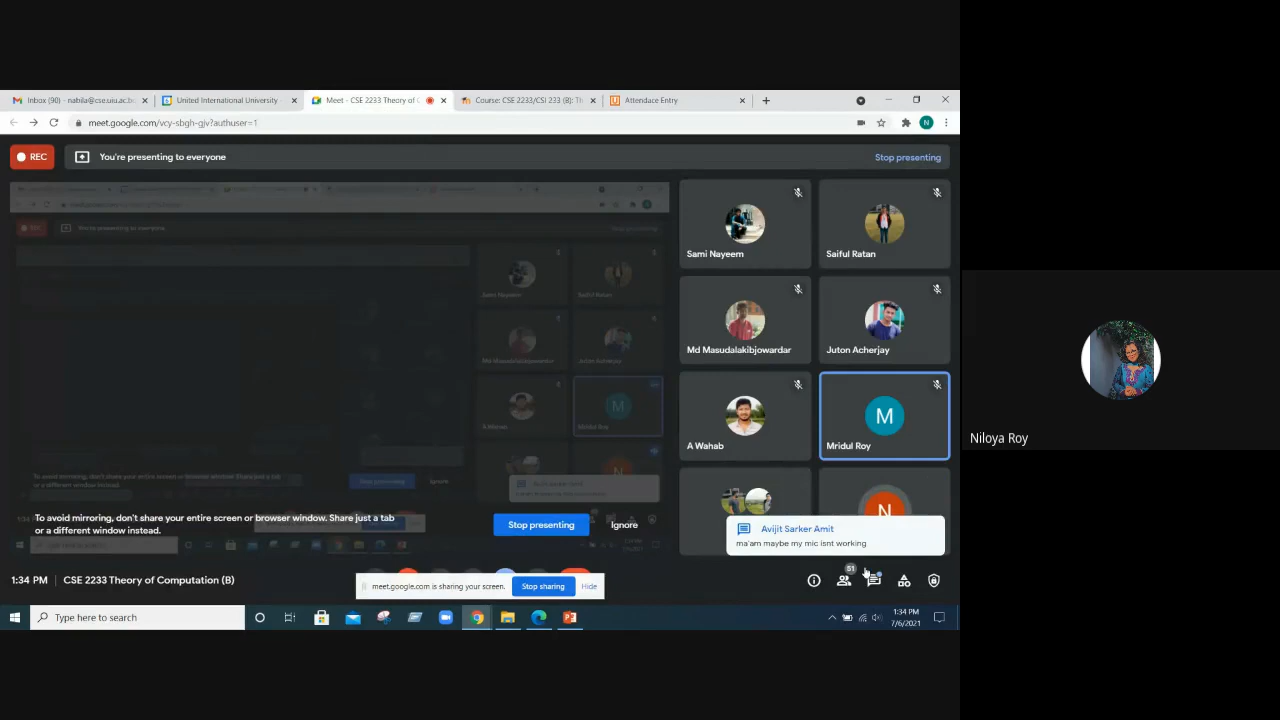 Inbox (90) - nabila@cse.uiu.ac.bd
United International University
Meet - CSE 2233 Theory of C
Course: CSE 2233/CSI 233 (B): Th
Attendace Entry
meet.google.com/vcy-sbgh-gjv?authuser=1
N
REC
You're presenting to everyone
Stop presenting
Sami Nayeem
Saiful Ratan
Md Masudalakibjowardar
Juton Acherjay
A Wahab
M
Mridul Roy
N
Avijit Sarker Amit
ma'am maybe my mic isnt working
To avoid mirroring, don't share your entire screen or browser window. Share just a tab
or a different window instead.
Stop presenting
Ignore
1:34 PM | CSE 2233 Theory of Computation (B)
meet.google.com is sharing your screen.
Stop sharing
Hide
51
Type here to search
1:34 PM
7/6/2021
Niloya Roy